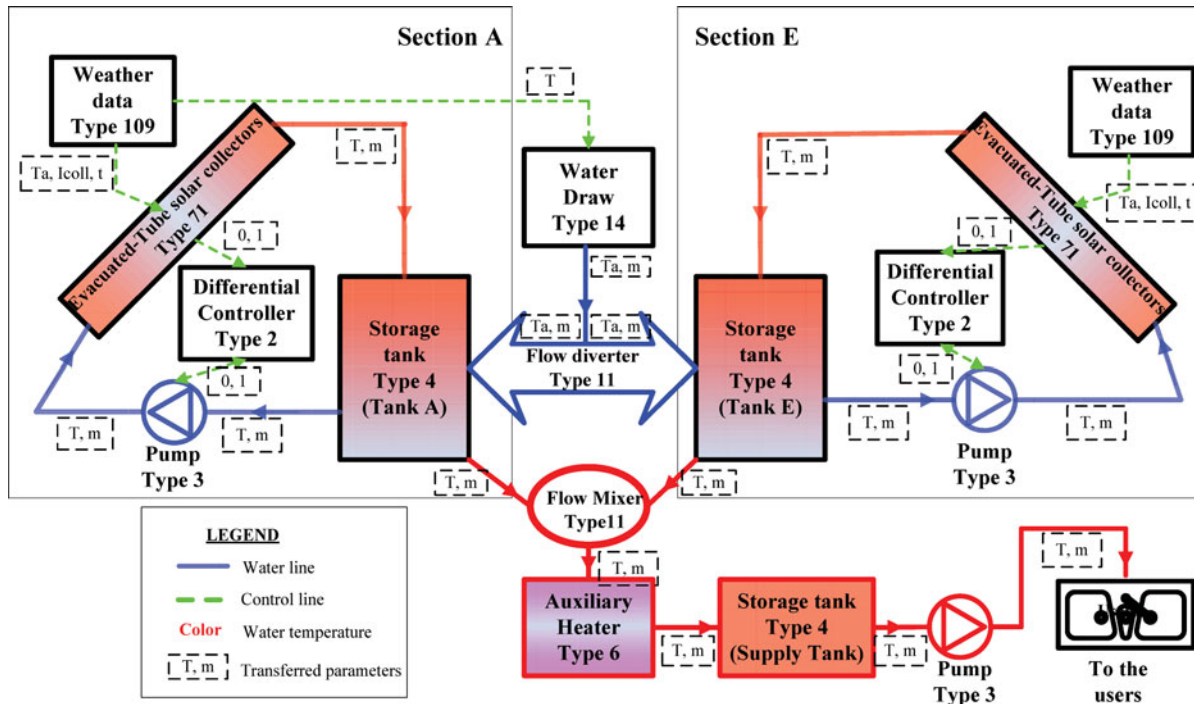 Section A
Section E
Weather
data
Type 109
T
Weather
data
Type 109
T, m
T, m
Evacuated-Tube solar collectors
Type 71
Evacuated-Tube solar collectors
Type 71
Water
Draw
Type 14
Ta, Icoll, t
Ta, Icoll, t
0, 1
0, 1
Differential
Controller
Type 2
Differential
Controller
Type 2
Ta, m
Storage
tank
Type 4
(Tank A)
Ta, m
Ta, m
Flow diverter
Type 11
Storage
tank
Type 4
(Tank E)
0, 1
0, 1
T, m
T, m
T, m
T, m
Pump
Type 3
Pump
Type 3
T, m
T, m
Flow Mixer
Type11
LEGEND
Water line
Control line
Color
Water temperature
T, m
Transferred parameters
T, m
T, m
Auxiliary
Heater
Type 6
T, m
Storage tank
Type 4
(Supply Tank)
T, m
Pump
Type 3
To the
users